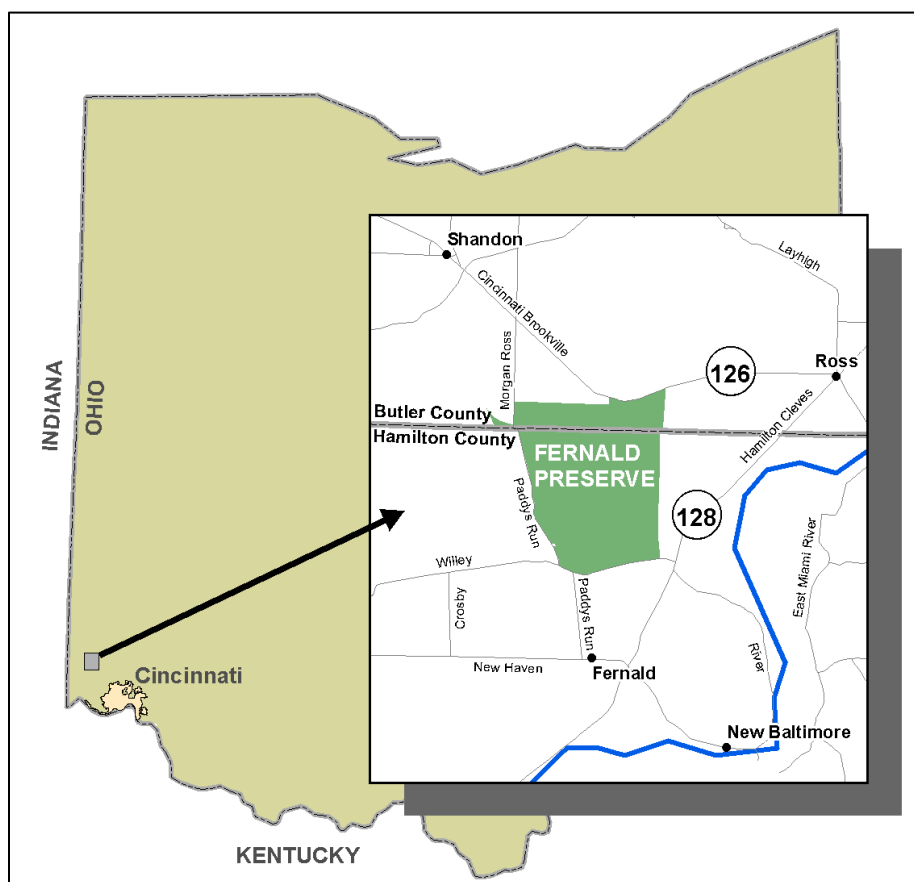 Shandon
Layhigh
Cincinnati Brookville
Morgan Ross
126
Ross
INDIANA
OHIO
Butler County
Hamilton County
Hamilton Cleves
FERNALD
PRESERVE
Paddys Run
128
Willey
East Miami River
Crosby
Paddys Run
River
New Haven
Fernald
Cincinnati
New Baltimore
KENTUCKY